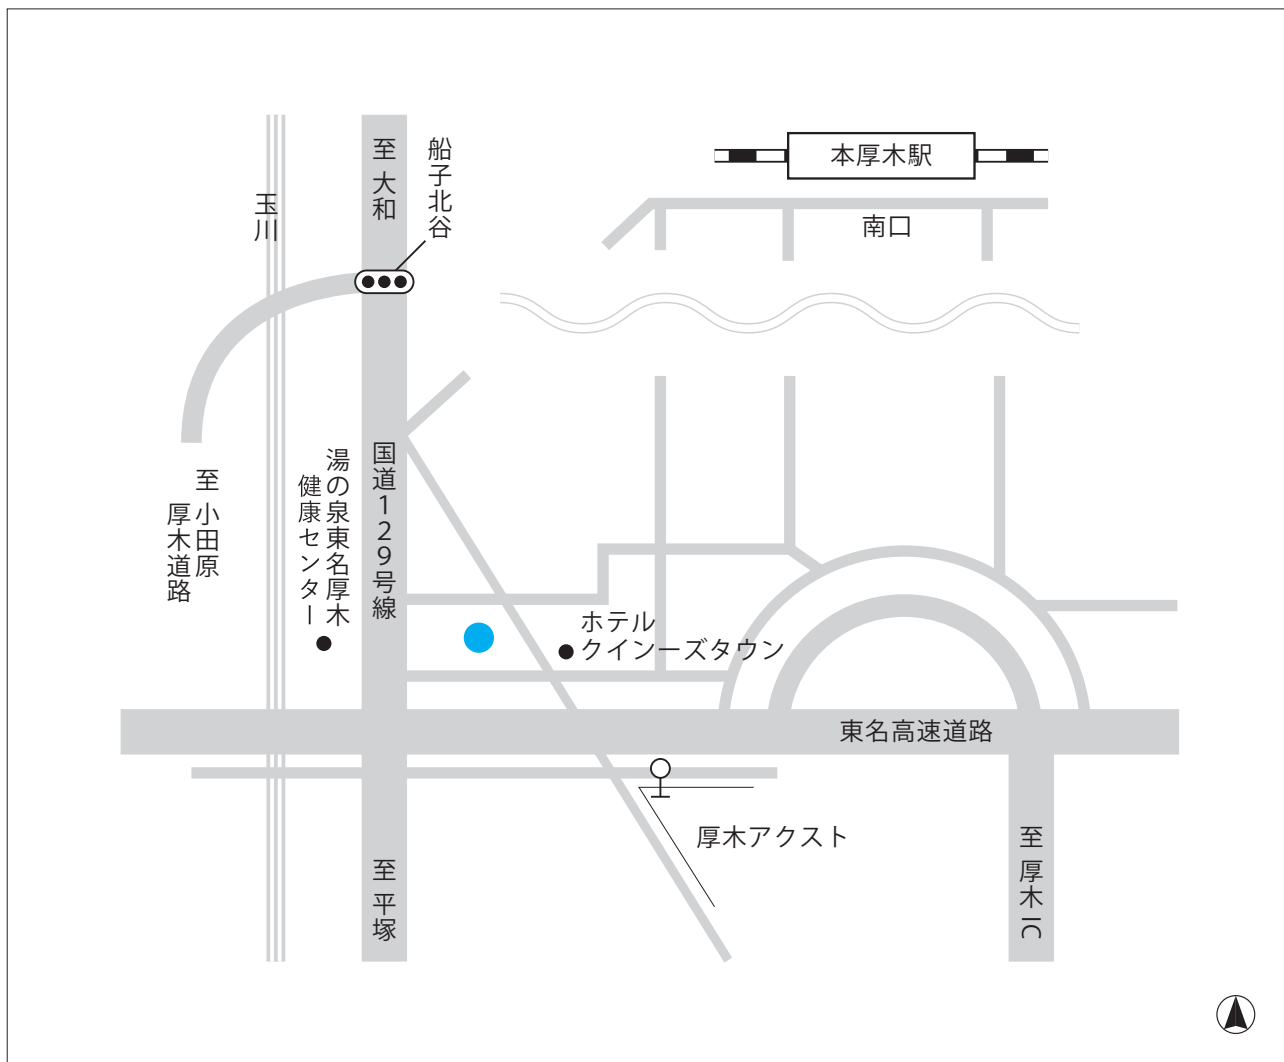 本厚木駅
南口
船子北谷
至 大和
玉川
国道129号線
湯の泉東名厚木
健康センター
至 小田原
厚木道路
ホテル
クインーズタウン
東名高速道路
厚木アクスト
至 平塚
至 厚木IC